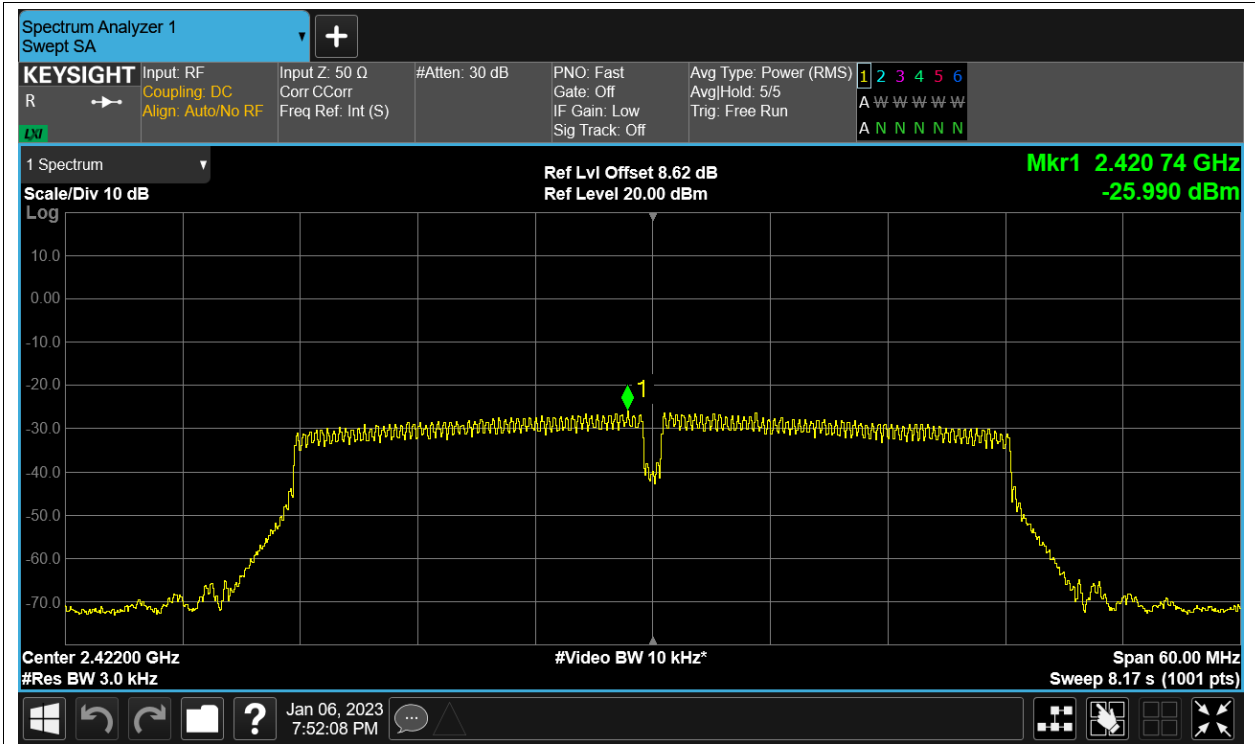 Spectrum Analyzer 1
Swept SA
+
KEYSIGHT
R
LXI
Input: RF
Coupling: DC
Align: Auto/No RF
Input Z: 50 Ω
Corr CCorr
Freq Ref: Int (S)
#Atten: 30 dB
PNO: Fast
Gate: Off
IF Gain: Low
Sig Track: Off
Avg Type: Power (RMS)
Avg|Hold: 5/5
Trig: Free Run
1 2 3 4 5 6
A W W W W W
A N N N N N
1 Spectrum
Scale/Div 10 dB
Log
Ref Lvl Offset 8.62 dB
Ref Level 20.00 dBm
Mkr1 2.420 74 GHz
-25.990 dBm
10.0
0.00
-10.0
-20.0
1
-30.0
-40.0
-50.0
-60.0
-70.0
Center 2.42200 GHz
#Res BW 3.0 kHz
#Video BW 10 kHz*
Span 60.00 MHz
Sweep 8.17 s (1001 pts)
?
Jan 06, 2023
7:52:08 PM